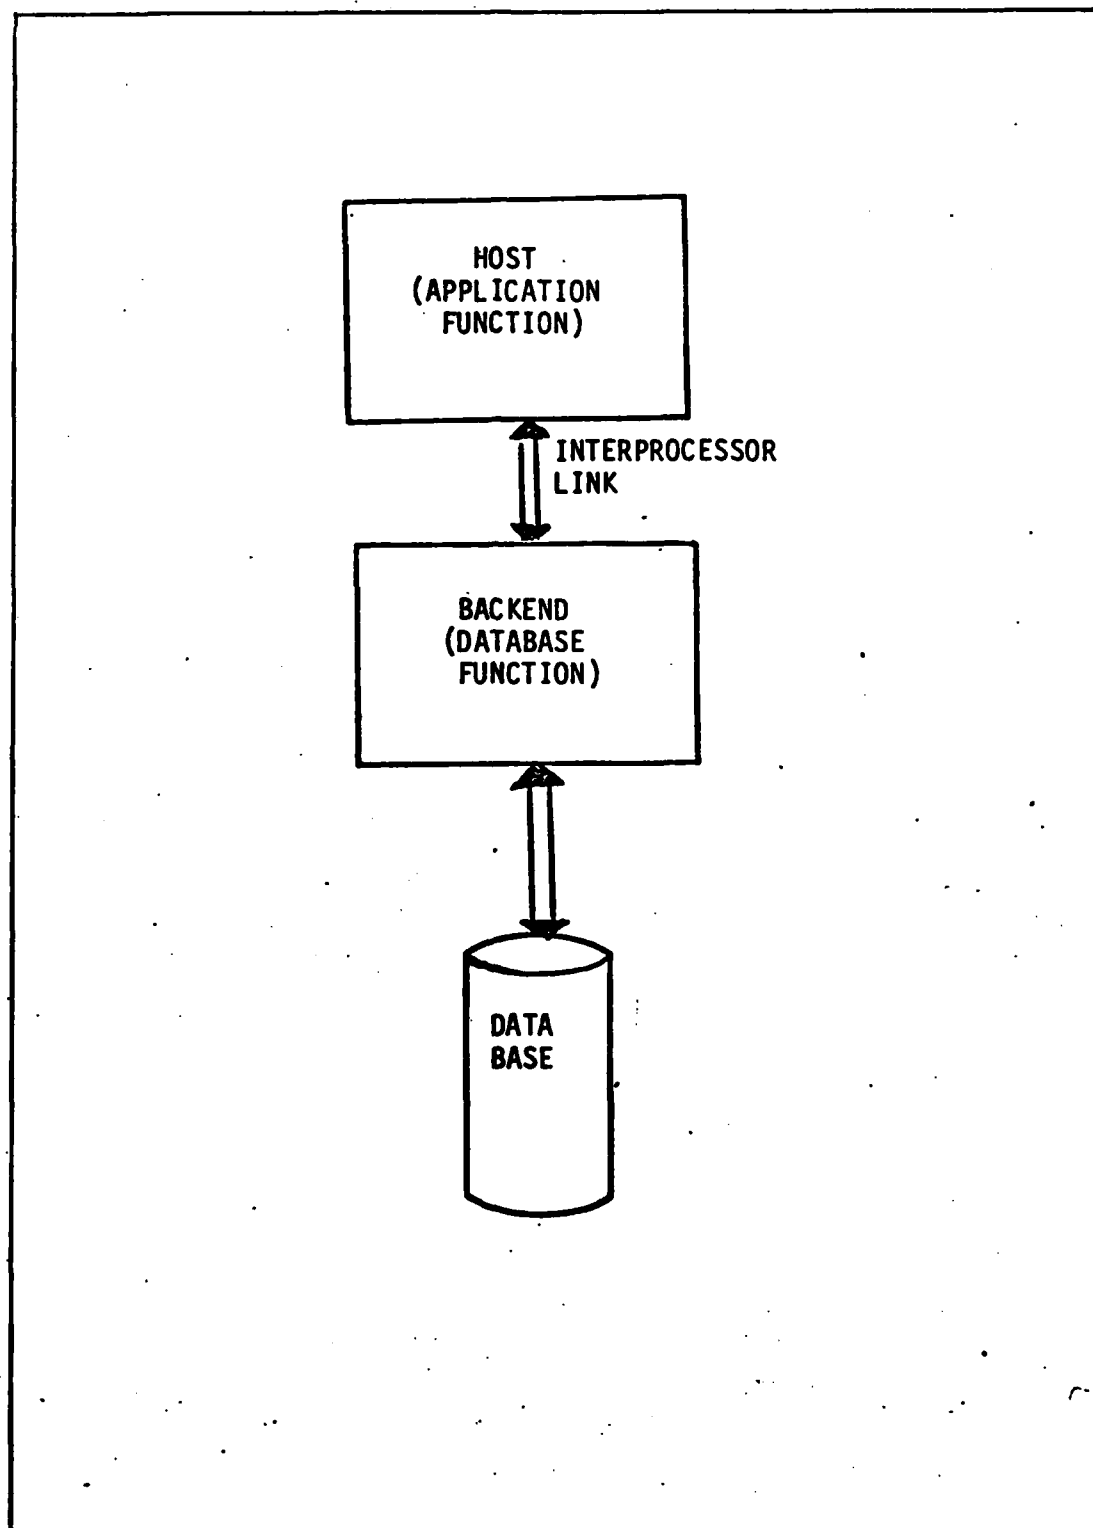 HOST
(APPLICATION
FUNCTION)
INTERPROCESSOR
LINK
BACKEND
(DATABASE
FUNCTION)
DATA
BASE